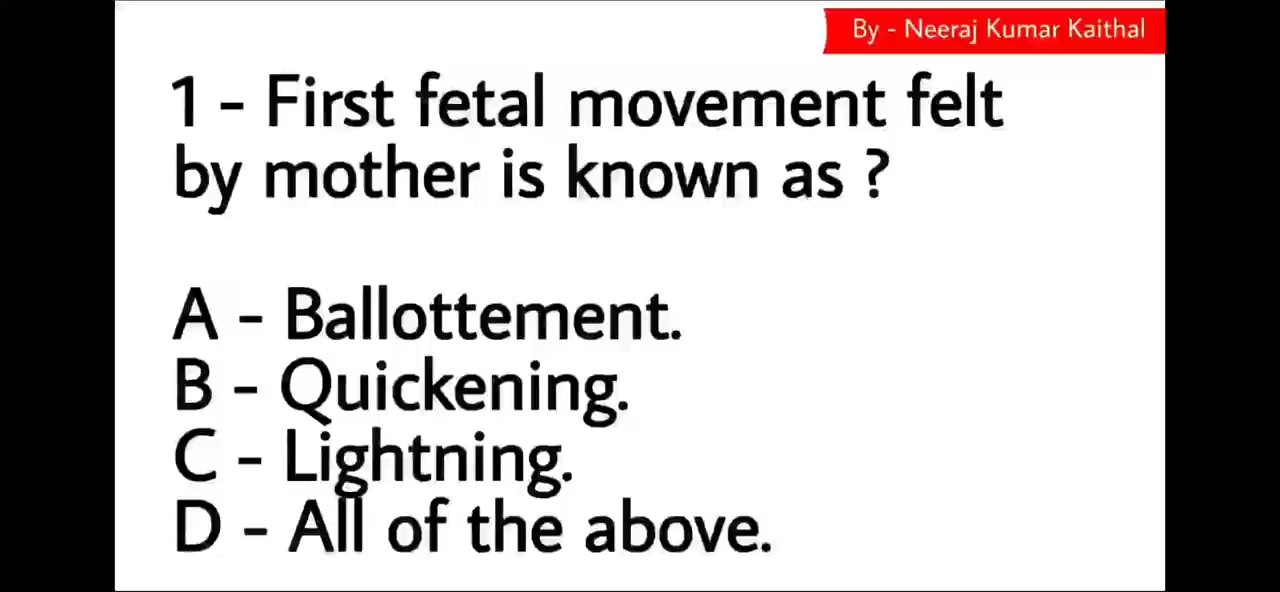 By - Neeraj Kumar Kaithal
1 - First fetal movement felt
by mother is known as ?
A - Ballottement.
B - Quickening.
C - Lightning.
D - All of the above.